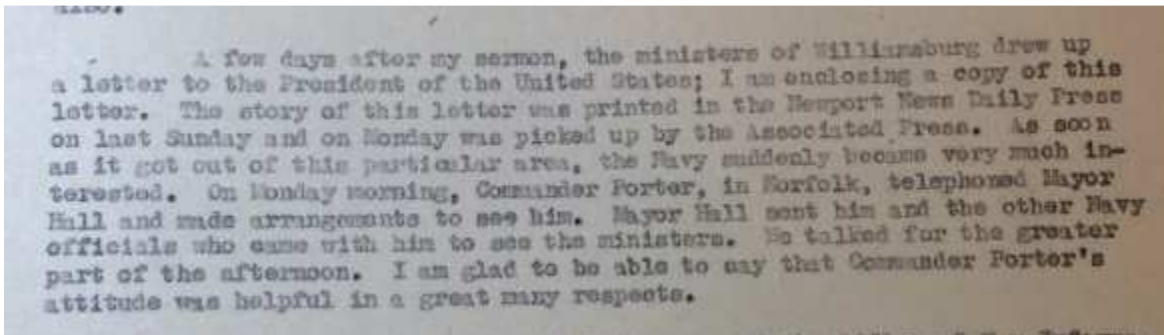 also.
A few days after my sermon, the ministers of Williamsburg drew up
a letter to the President of the United States; I am enclosing a copy of this
letter. The story of this letter was printed in the Newport News Daily Press
on last Sunday and on Monday was picked up by the Associated Press. As soon
as it got out of this particular area, the Navy suddenly became very much in-
terested. On Monday morning, Commander Porter, in Norfolk, telephoned Mayor
Hall and made arrangements to see him. Mayor Hall sent him and the other Navy
officials who came with him to see the ministers. We talked for the greater
part of the afternoon. I am glad to be able to say that Commander Porter's
attitude was helpful in a great many respects.